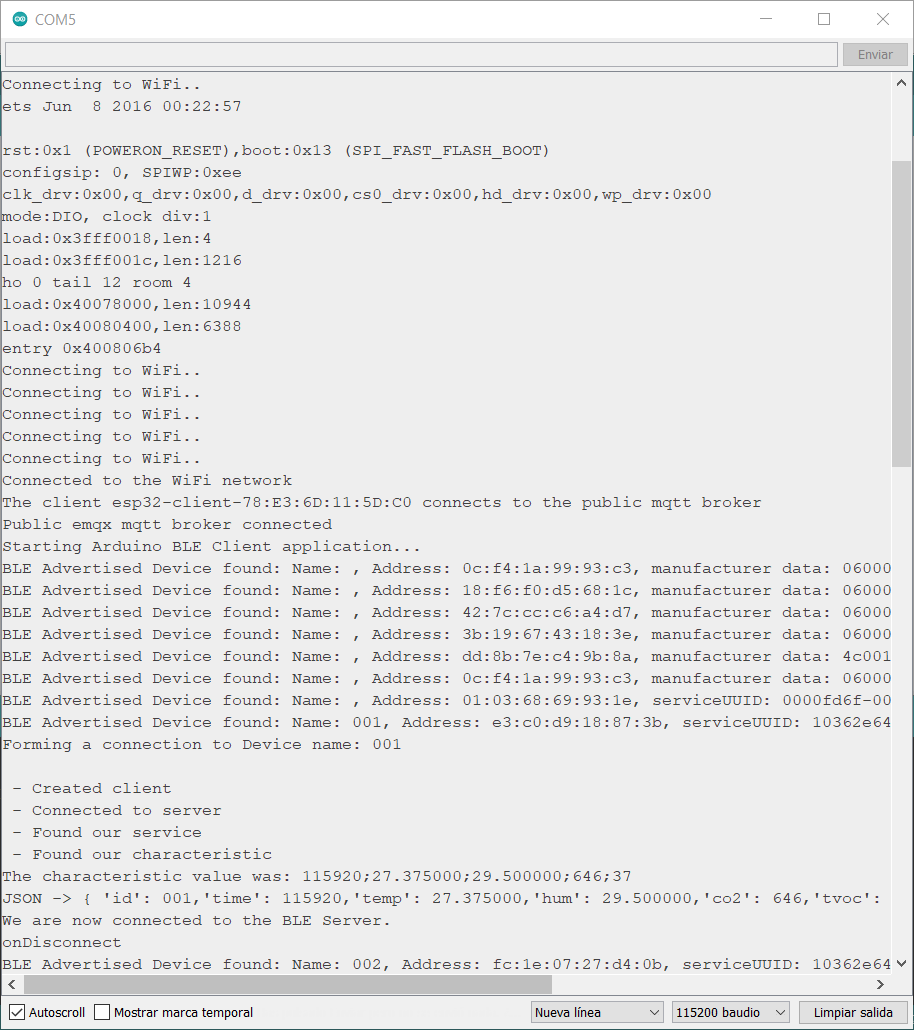 COM5
Enviar
Connecting to WiFi..
ets Jun  8 2016 00:22:57
rst:0x1 (POWERON_RESET),boot:0x13 (SPI_FAST_FLASH_BOOT)
configsip: 0, SPIWP:0xee
clk_drv:0x00,q_drv:0x00,d_drv:0x00,cs0_drv:0x00,hd_drv:0x00,wp_drv:0x00
mode:DIO, clock div:1
load:0x3fff0018,len:4
load:0x3fff001c,len:1216
ho 0 tail 12 room 4
load:0x40078000,len:10944
load:0x40080400,len:6388
entry 0x400806b4
Connecting to WiFi..
Connecting to WiFi..
Connecting to WiFi..
Connecting to WiFi..
Connecting to WiFi..
Connected to the WiFi network
The client esp32-client-78:E3:6D:11:5D:C0 connects to the public mqtt broker
Public emqx mqtt broker connected
Starting Arduino BLE Client application...
BLE Advertised Device found: Name: , Address: 0c:f4:1a:99:93:c3, manufacturer data: 06000
BLE Advertised Device found: Name: , Address: 18:f6:f0:d5:68:1c, manufacturer data: 06000
BLE Advertised Device found: Name: , Address: 42:7c:cc:c6:a4:d7, manufacturer data: 06000
BLE Advertised Device found: Name: , Address: 3b:19:67:43:18:3e, manufacturer data: 06000
BLE Advertised Device found: Name: , Address: dd:8b:7e:c4:9b:8a, manufacturer data: 4c001
BLE Advertised Device found: Name: , Address: 0c:f4:1a:99:93:c3, manufacturer data: 06000
BLE Advertised Device found: Name: , Address: 01:03:68:69:93:1e, serviceUUID: 0000fd6f-00
BLE Advertised Device found: Name: 001, Address: e3:c0:d9:18:87:3b, serviceUUID: 10362e64
Forming a connection to Device name: 001
- Created client
- Connected to server
- Found our service
- Found our characteristic
The characteristic value was: 115920;27.375000;29.500000;646;37
JSON -> { 'id': 001,'time': 115920,'temp': 27.375000,'hum': 29.500000,'co2': 646,'tvoc':
We are now connected to the BLE Server.
onDisconnect
BLE Advertised Device found: Name: 002, Address: fc:1e:07:27:d4:0b, serviceUUID: 10362e64
Autoscroll Mostrar marca temporal Nueva línea 115200 baudio Limpiar salida